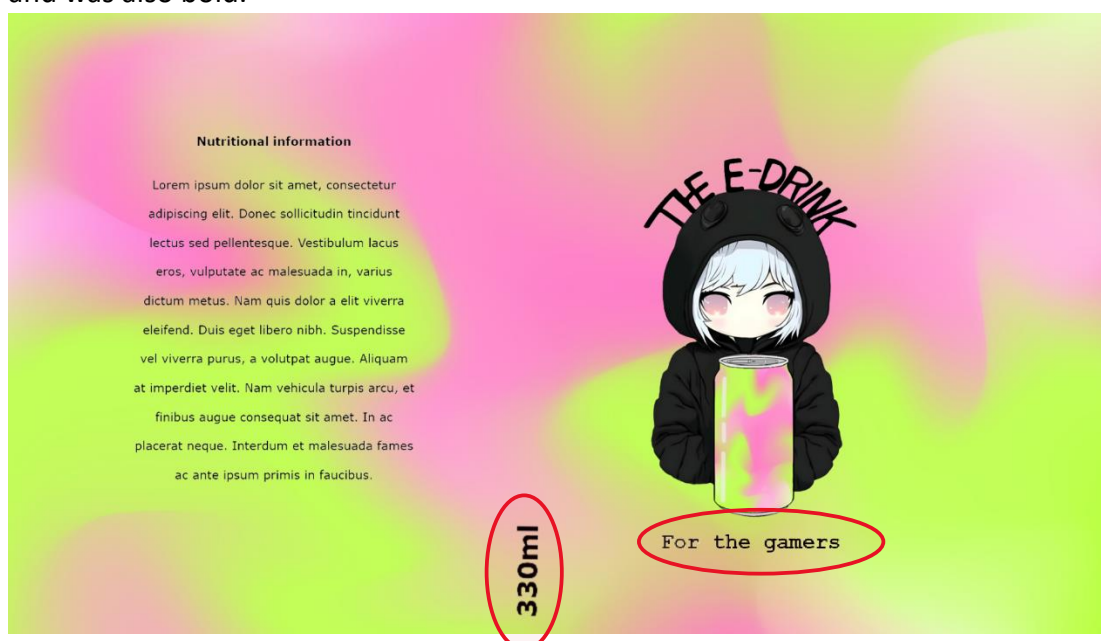 and was also bold.
Nutritional information
Lorem ipsum dolor sit amet, consectetur
adipiscing elit. Donec sollicitudin tincidunt
lectus sed pellentesque. Vestibulum lacus
eros, vulputate ac malesuada in, varius
dictum metus. Nam quis dolor a elit viverra
eleifend. Duis eget libero nibh. Suspendisse
vel viverra purus, a volutpat augue. Aliquam
at imperdiet velit. Nam vehicula turpis arcu, et
finibus augue consequat sit amet. In ac
placerat neque. Interdum et malesuada fames
ac ante ipsum primis in faucibus.
330ml
THE E-DRINK
For the gamers